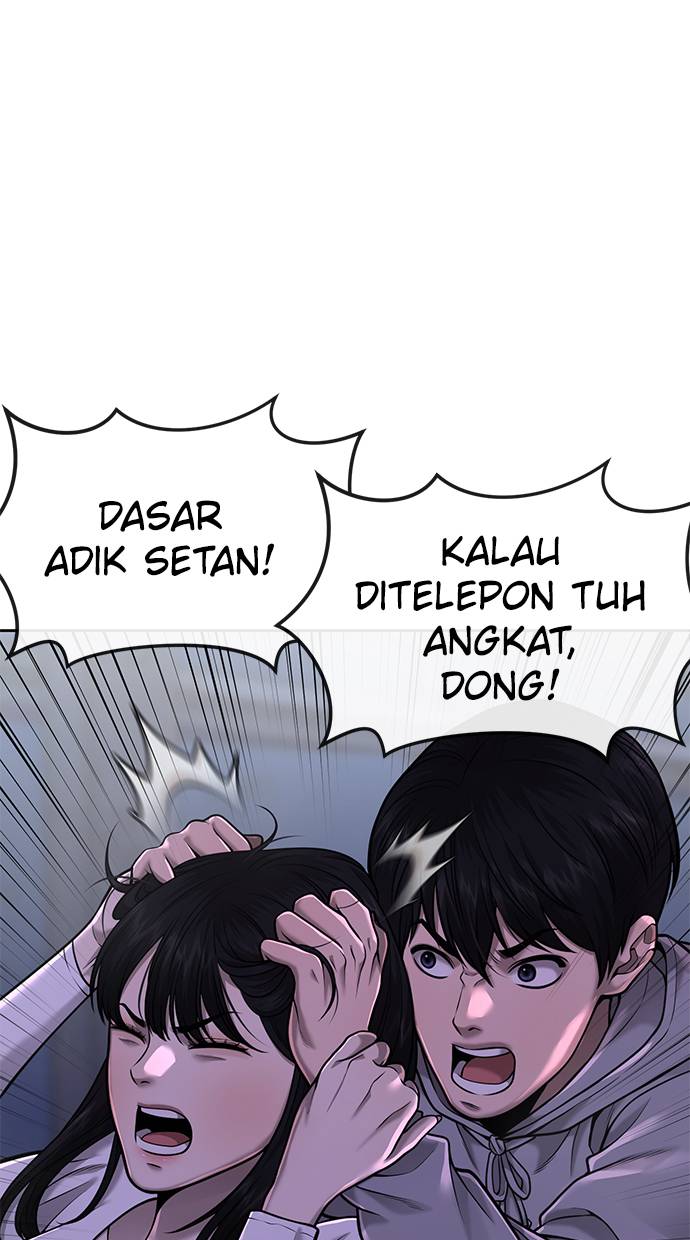 DASAR
ADIK SETAN!
KALAU
DITELEPON TUH
ANGKAT,
DONG!